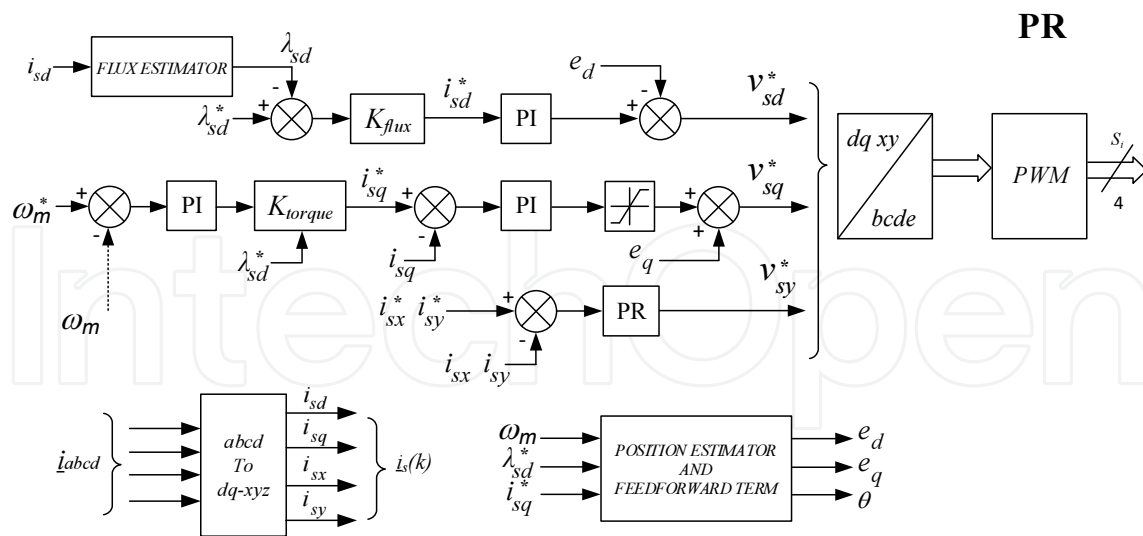 PR
i_sd FLUX ESTIMATOR λ_sd
- + λ*_sd K_flux i*_sd PI + - e_d v*_sd
ω*_m + - PI K_torque i*_sq + - PI + + v*_sq
ω_m λ*_sd i_sq e_q
i*_sx i*_sy + - PR v*_sy
i_sx i_sy
dq xy
bcde
PWM
S_i
4
i_abcd
abcd
To
dq-xyz
i_sd
i_sq
i_sx
i_sy
i_s(k)
ω_m
λ*_sd
i*_sq
POSITION ESTIMATOR
AND
FEEDFORWARD TERM
e_d
e_q
θ
IntechOpen